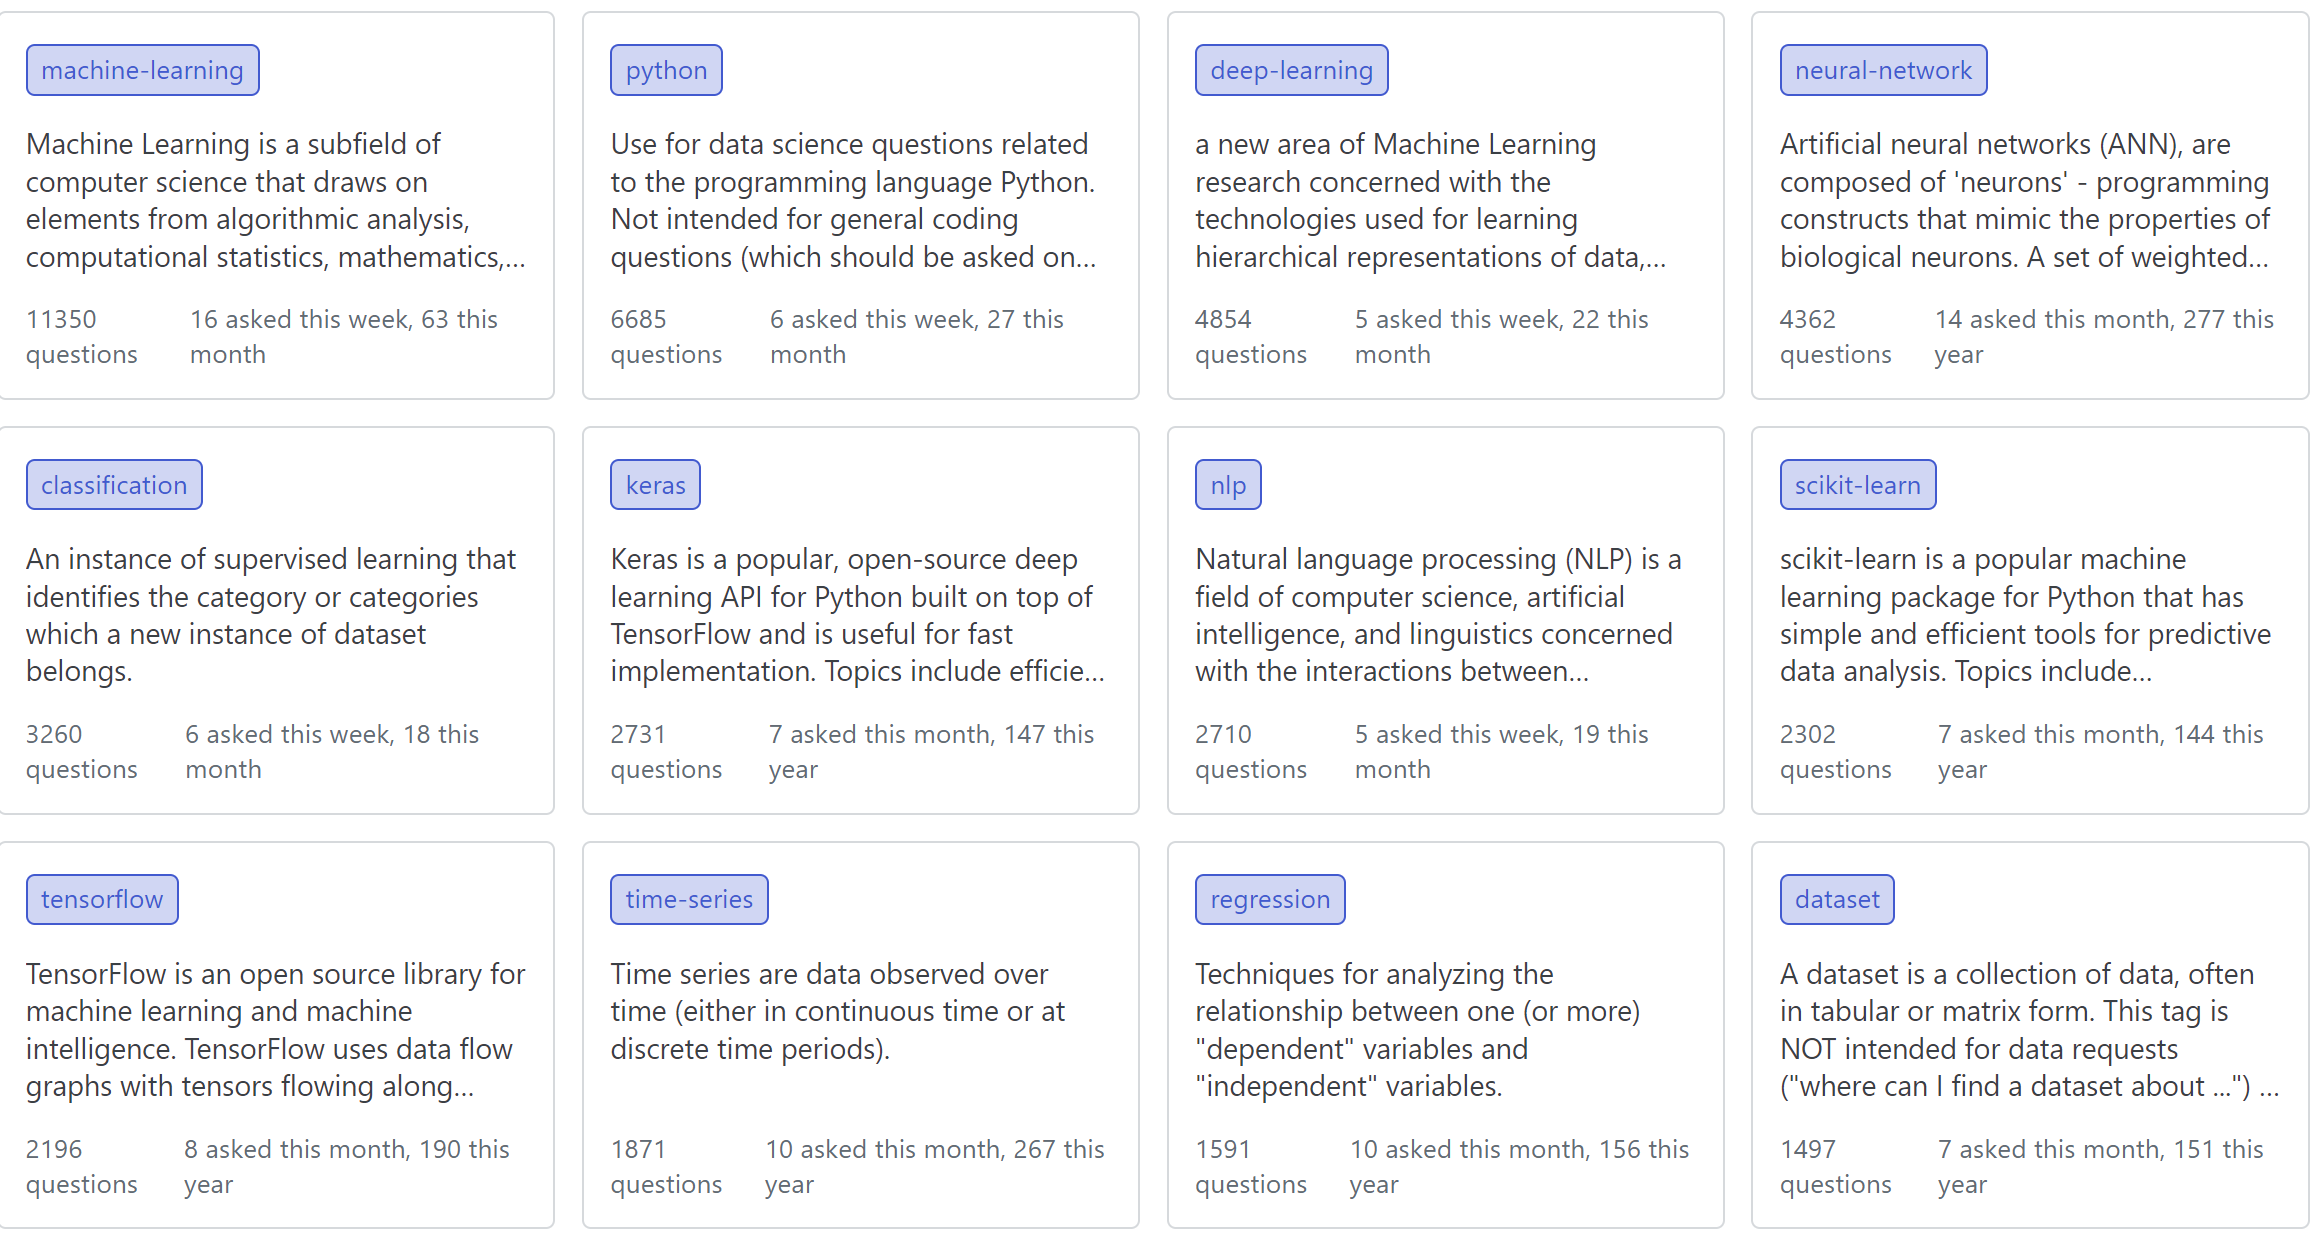 machine-learning
Machine Learning is a subfield of
computer science that draws on
elements from algorithmic analysis,
computational statistics, mathematics,...
11350 questions
16 asked this week, 63 this month
python
Use for data science questions related
to the programming language Python.
Not intended for general coding
questions (which should be asked on...
6685 questions
6 asked this week, 27 this month
deep-learning
a new area of Machine Learning
research concerned with the
technologies used for learning
hierarchical representations of data,...
4854 questions
5 asked this week, 22 this month
neural-network
Artificial neural networks (ANN), are
composed of 'neurons' - programming
constructs that mimic the properties of
biological neurons. A set of weighted...
4362 questions
14 asked this month, 277 this year
classification
An instance of supervised learning that
identifies the category or categories
which a new instance of dataset
belongs.
3260 questions
6 asked this week, 18 this month
keras
Keras is a popular, open-source deep
learning API for Python built on top of
TensorFlow and is useful for fast
implementation. Topics include efficie...
2731 questions
7 asked this month, 147 this year
nlp
Natural language processing (NLP) is a
field of computer science, artificial
intelligence, and linguistics concerned
with the interactions between...
2710 questions
5 asked this week, 19 this month
scikit-learn
scikit-learn is a popular machine
learning package for Python that has
simple and efficient tools for predictive
data analysis. Topics include...
2302 questions
7 asked this month, 144 this year
tensorflow
TensorFlow is an open source library for
machine learning and machine
intelligence. TensorFlow uses data flow
graphs with tensors flowing along...
2196 questions
8 asked this month, 190 this year
time-series
Time series are data observed over
time (either in continuous time or at
discrete time periods).
1871 questions
10 asked this month, 267 this year
regression
Techniques for analyzing the
relationship between one (or more)
"dependent" variables and
"independent" variables.
1591 questions
10 asked this month, 156 this year
dataset
A dataset is a collection of data, often
in tabular or matrix form. This tag is
NOT intended for data requests
("where can I find a dataset about ...") ...
1497 questions
7 asked this month, 151 this year